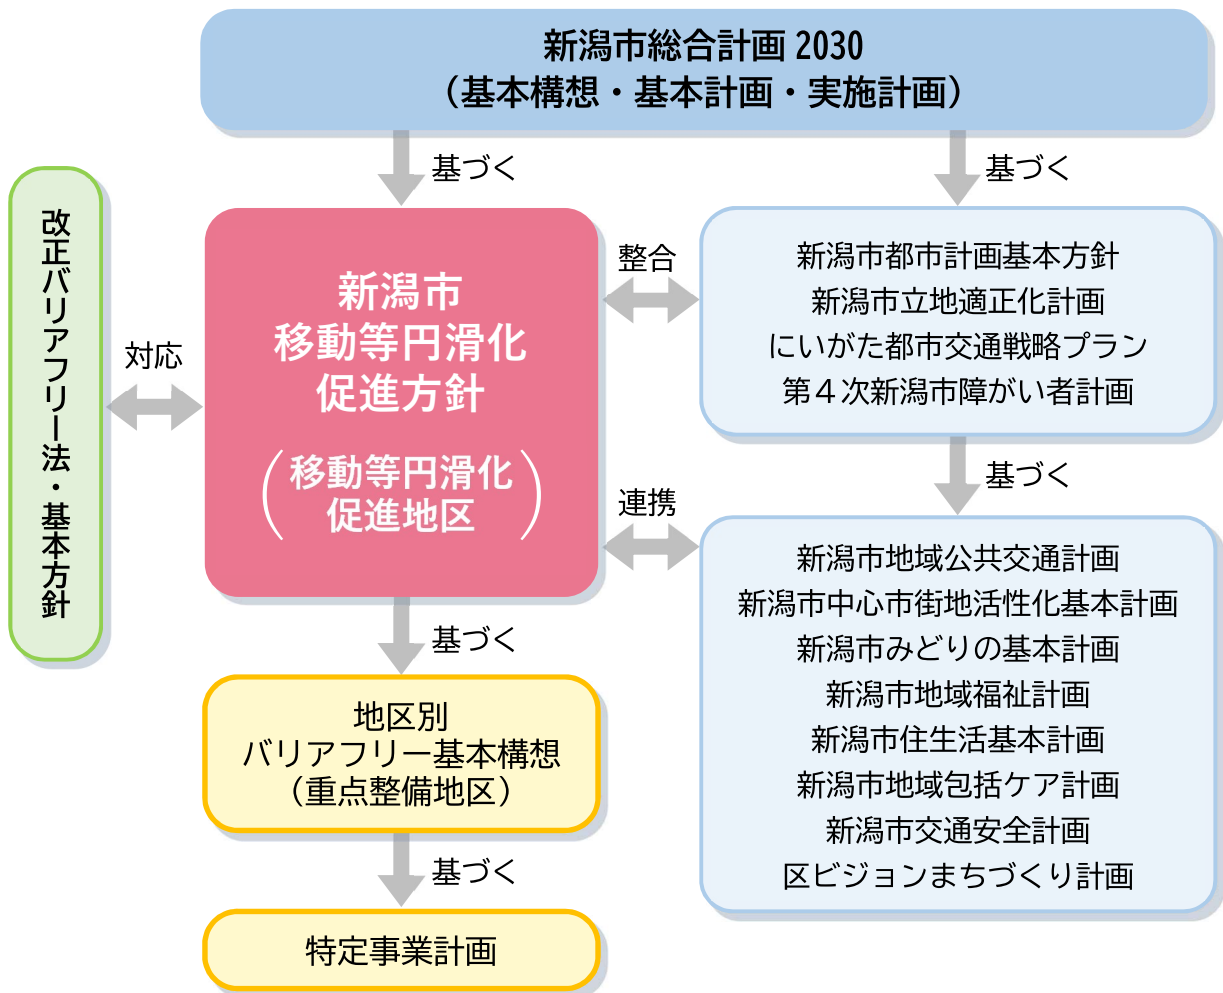 新潟市総合計画 2030
（基本構想・基本計画・実施計画）
基づく
基づく
改正バリアフリー法・基本方針
対応
新潟市
移動等円滑化
促進方針
（移動等円滑化
促進地区）
整合
新潟市都市計画基本方針
新潟市立地適正化計画
にいがた都市交通戦略プラン
第４次新潟市障がい者計画
基づく
連携
新潟市地域公共交通計画
新潟市中心市街地活性化基本計画
新潟市みどりの基本計画
新潟市地域福祉計画
新潟市住生活基本計画
新潟市地域包括ケア計画
新潟市交通安全計画
区ビジョンまちづくり計画
基づく
地区別
バリアフリー基本構想
（重点整備地区）
基づく
特定事業計画